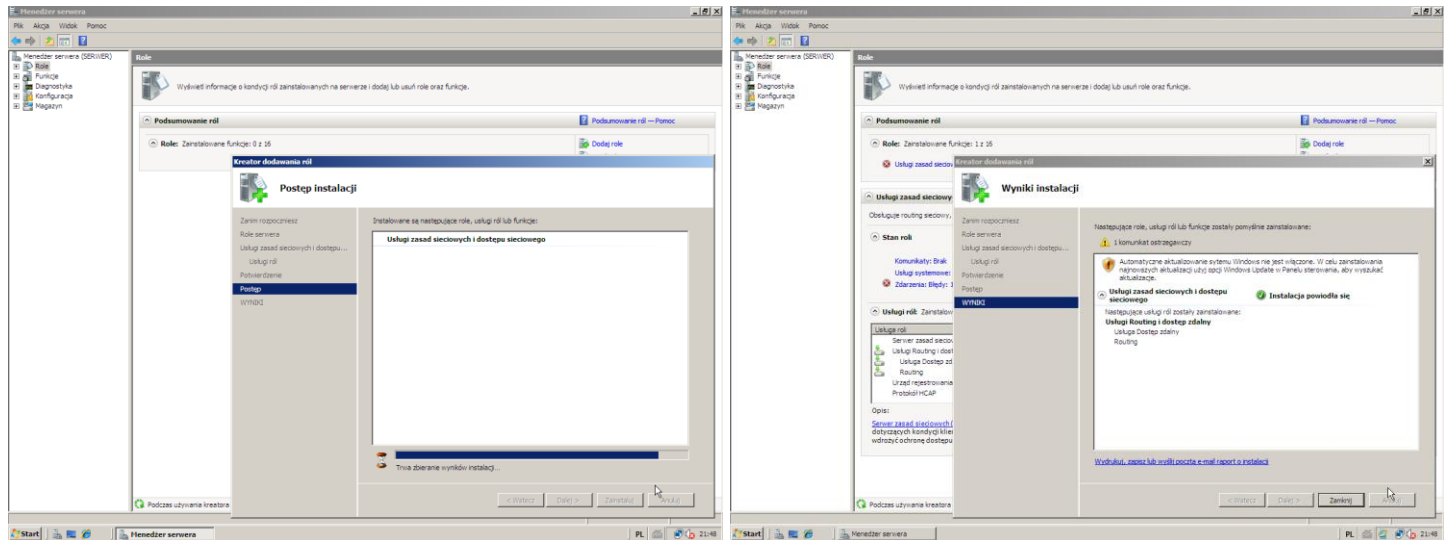 Menedżer serwera
Plik Akcja Widok Pomoc
Menedżer serwera (SERWER)
Role
Funkcje
Diagnostyka
Konfiguracja
Magazyn
Role
Wyświetl informacje o kondycji ról zainstalowanych na serwerze i dodaj lub usuń role oraz funkcje.
Podsumowanie ról
Podsumowanie ról — Pomoc
Role: Zainstalowane funkcje: 0 z 16
Dodaj role
Kreator dodawania ról
Postęp instalacji
Zanim rozpoczniesz
Role serwera
Usługi zasad sieciowych i dostępu...
Usługi ról
Potwierdzenie
Postęp
WYNIKI
Instalowane są następujące role, usługi ról lub funkcje:
Usługi zasad sieciowych i dostępu sieciowego
Trwa zbieranie wyników instalacji...
< Wstecz Dalej > Zainstaluj Anuluj
Podczas używania kreatora
Start Menedżer serwera PL 21:48
Menedżer serwera
Plik Akcja Widok Pomoc
Menedżer serwera (SERWER)
Role
Funkcje
Diagnostyka
Konfiguracja
Magazyn
Role
Wyświetl informacje o kondycji ról zainstalowanych na serwerze i dodaj lub usuń role oraz funkcje.
Podsumowanie ról
Podsumowanie ról — Pomoc
Role: Zainstalowane funkcje: 1 z 16
Dodaj role
Usługi zasad siecio
Usługi zasad sieciowy
Obsługuje routing sieciowy,
Stan roli
Komunikaty: Brak
Usługi systemowe:
Zdarzenia: Błędy: 1
Usługi ról: Zainstalow
Usługa roli
Serwer zasad siecio
Usługi Routing i dost
Usługa Dostęp zd
Routing
Urząd rejestrowania
Protokół HCAP
Opis:
Serwer zasad sieciowych (
dotyczących kondycji klie
wdrożyć ochronę dostępu
Kreator dodawania ról
Wyniki instalacji
Zanim rozpoczniesz
Role serwera
Usługi zasad sieciowych i dostępu...
Usługi ról
Potwierdzenie
Postęp
WYNIKI
Następujące role, usługi ról lub funkcje zostały pomyślnie zainstalowane:
1 komunikat ostrzegawczy
Automatyczne aktualizowanie sytemu Windows nie jest włączone. W celu zainstalowania
najnowszych aktualizacji użyj opcji Windows Update w Panelu sterowania, aby wyszukać
aktualizacje.
Usługi zasad sieciowych i dostępu
sieciowego
Instalacja powiodła się
Następujące usługi ról zostały zainstalowane:
Usługi Routing i dostęp zdalny
Usługa Dostęp zdalny
Routing
Wydrukuj, zapisz lub wyślij pocztą e-mail raport o instalacji
< Wstecz Dalej > Zamknij Anuluj
Podczas używania kreatora
Start Menedżer serwera PL 21:48